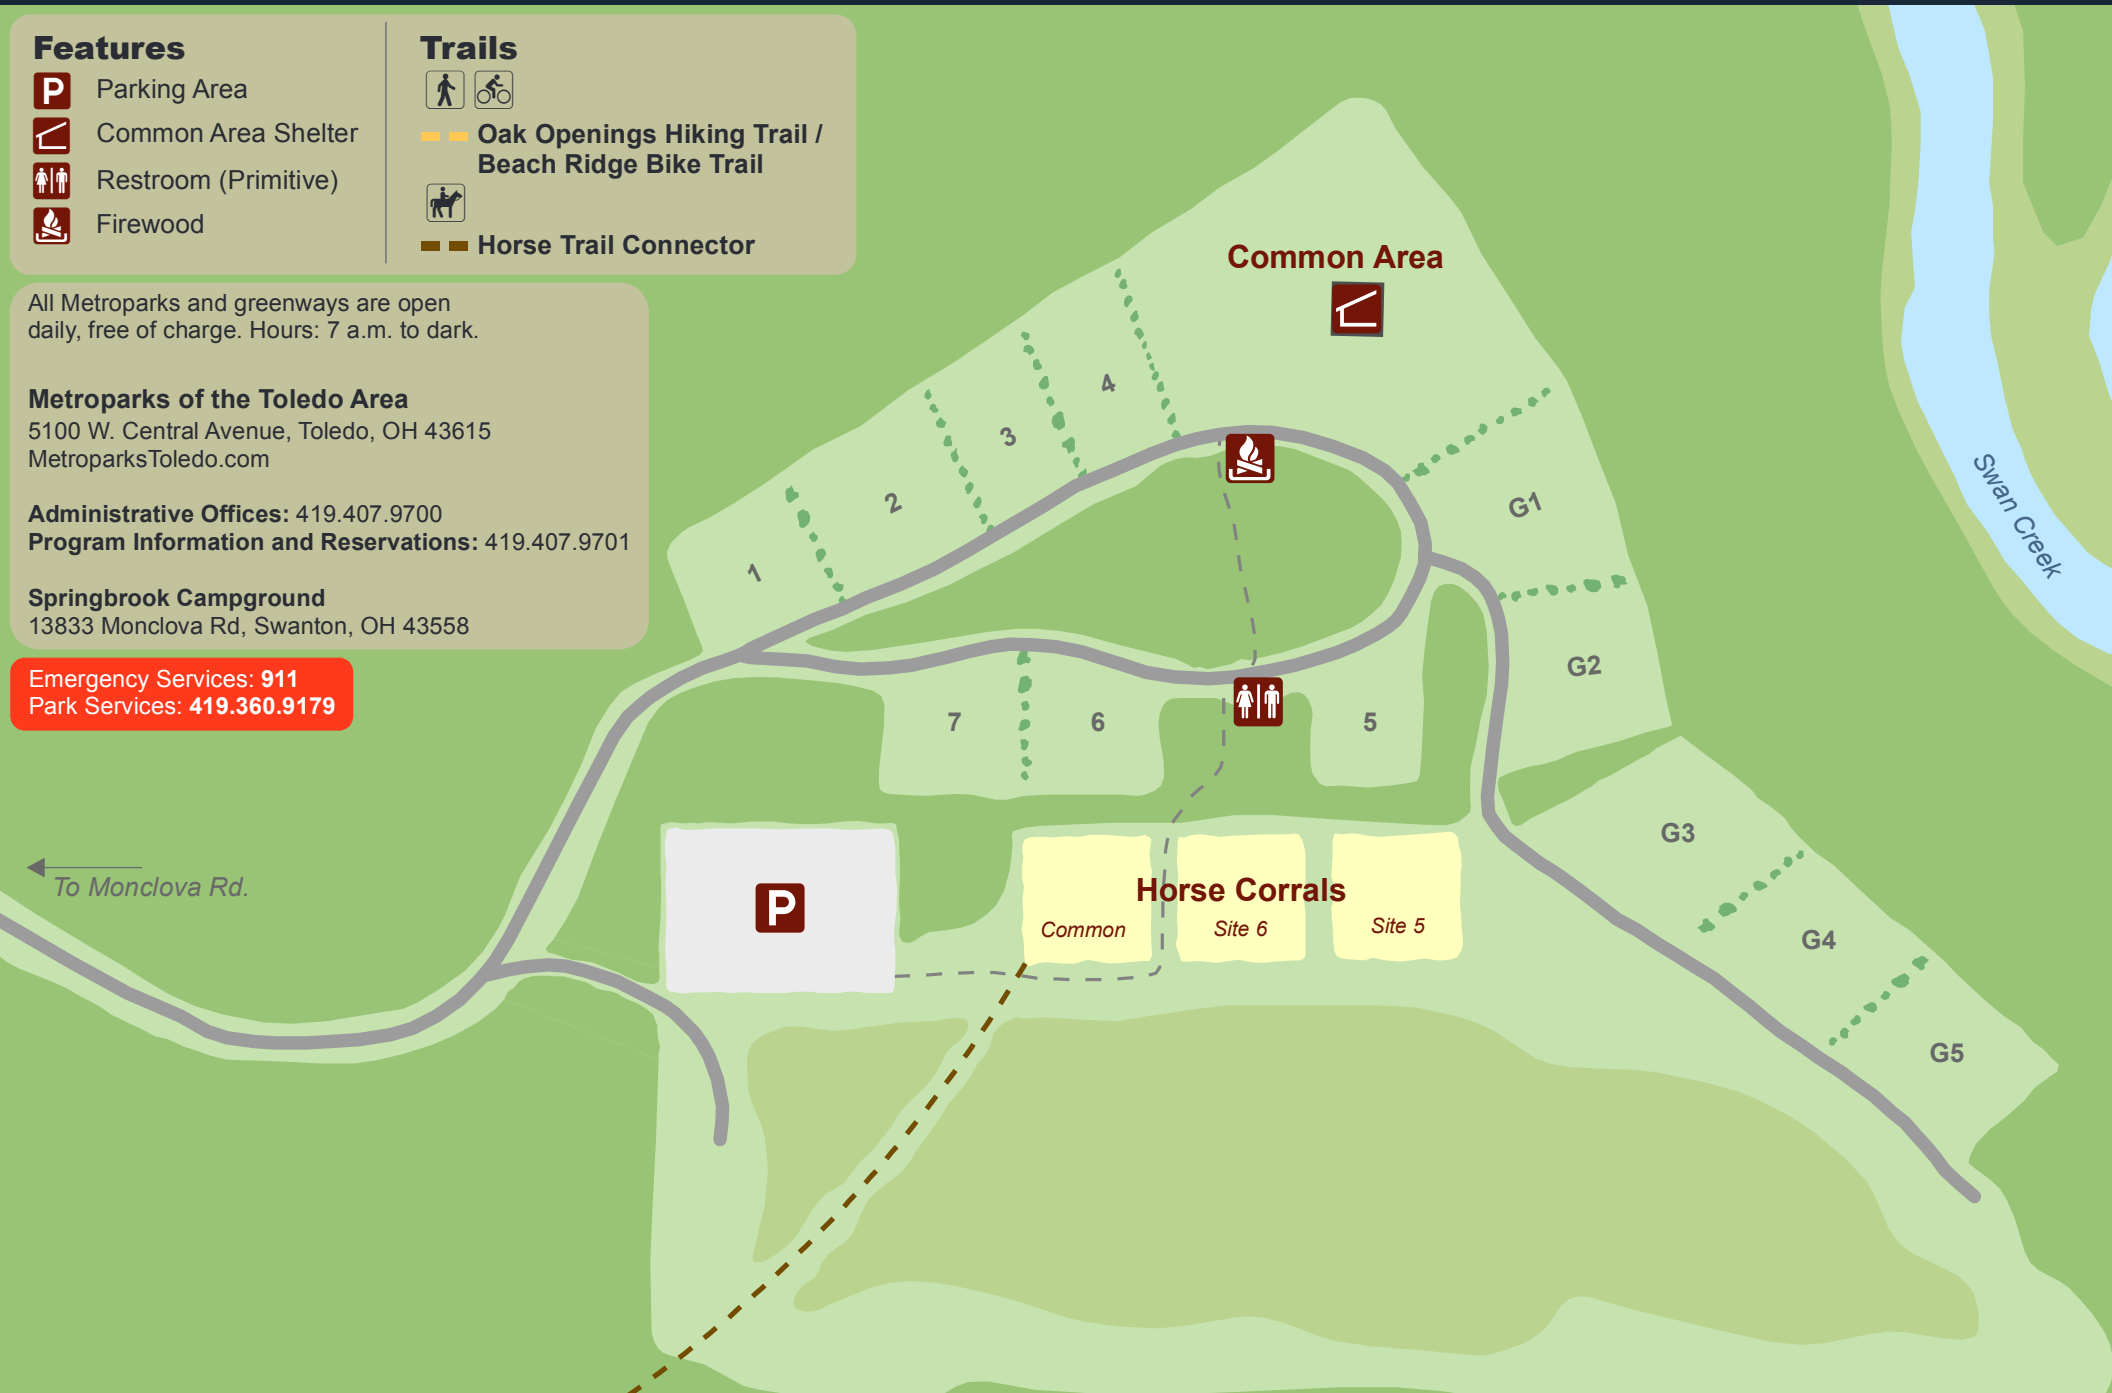 Features
P Parking Area
Common Area Shelter
Restroom (Primitive)
Firewood
Trails
Oak Openings Hiking Trail /
Beach Ridge Bike Trail
Horse Trail Connector
All Metroparks and greenways are open
daily, free of charge. Hours: 7 a.m. to dark.
Metroparks of the Toledo Area
5100 W. Central Avenue, Toledo, OH 43615
MetroparksToledo.com
Administrative Offices: 419.407.9700
Program Information and Reservations: 419.407.9701
Springbrook Campground
13833 Monclova Rd, Swanton, OH 43558
Emergency Services: 911
Park Services: 419.360.9179
Common Area
4
3
2
1
G1
G2
Swan Creek
7
6
5
G3
G4
G5
To Monclova Rd.
P
Horse Corrals
Common
Site 6
Site 5